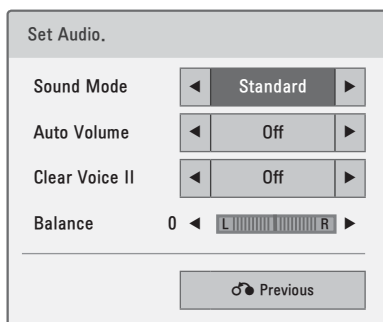 Set Audio.
Sound Mode ◀ Standard ▶
Auto Volume ◀ Off ▶
Clear Voice II ◀ Off ▶
Balance 0 ◀ L R ▶
Previous